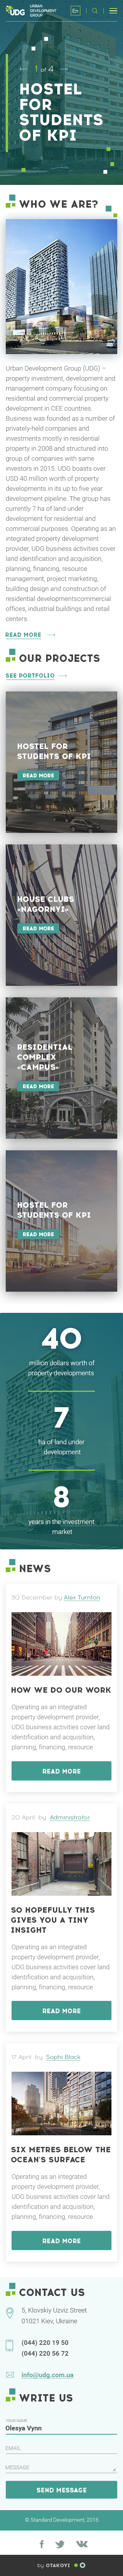 UDG
URBAN
DEVELOPMENT
GROUP
En
1 of 4
HOSTEL
FOR
STUDENTS
OF KPI
WHO WE ARE?
Urban Development Group (UDG) –
property investment, development and
management company focusing on
residential and commercial property
development in CEE countries.
Business was founded as a number of
privately-held companies and
investments vehicles in residential
property in 2008 and structured into
group of companies with same
investors in 2015. UDG boasts over
USD 40 million worth of property
developments in its up to five year
development pipeline. The group has
currently 7 ha of land under
development for residential and
commercial purposes. Operating as an
integrated property development
provider, UDG business activities cover
land identification and acquisition,
planning, financing, resource
management, project marketing,
building design and construction of
residential developmentscommercial
offices, industrial buildings and retail
centers.
READ MORE
OUR PROJECTS
SEE PORTFOLIO
HOSTEL FOR
STUDENTS OF KPI
READ MORE
HOUSE CLUBS
«NAGORNYI»
READ MORE
RESIDENTIAL
COMPLEX
«CAMPUS»
READ MORE
HOSTEL FOR
STUDENTS OF KPI
READ MORE
40
million dollars worth of
property developments
7
ha of land under
development
8
years in the investment
market
NEWS
30 December by Alex Turnton
HOW WE DO OUR WORK
Operating as an integrated
property development provider,
UDG business activities cover land
identification and acquisition,
planning, financing, resource
READ MORE
20 April by Administrator
SO HOPEFULLY THIS
GIVES YOU A TINY
INSIGHT
Operating as an integrated
property development provider,
UDG business activities cover land
identification and acquisition,
planning, financing, resource
READ MORE
17 April by Sophi Black
SIX METRES BELOW THE
OCEAN'S SURFACE
Operating as an integrated
property development provider,
UDG business activities cover land
identification and acquisition,
planning, financing, resource
READ MORE
CONTACT US
5, Klovskiy Uzviz Street
01021 Kiev, Ukraine
(044) 220 19 50
(044) 220 56 72
info@udg.com.ua
WRITE US
YOUR NAME
Olesya Vynn
EMAIL
MESSAGE
SEND MESSAGE
© Standard Development, 2016
by OTAKOYI